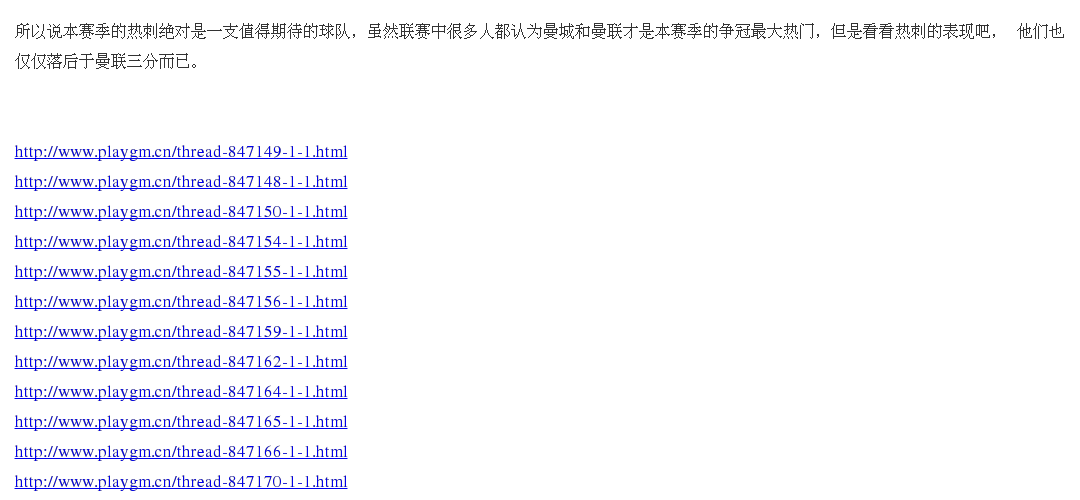 所以说本赛季的热刺绝对是一支值得期待的球队，虽然联赛中很多人都认为曼城和曼联才是本赛季的争冠最大热门，但是看看热刺的表现吧， 他们也
仅仅落后于曼联三分而已。
http://www.playgm.cn/thread-847149-1-1.html
http://www.playgm.cn/thread-847148-1-1.html
http://www.playgm.cn/thread-847150-1-1.html
http://www.playgm.cn/thread-847154-1-1.html
http://www.playgm.cn/thread-847155-1-1.html
http://www.playgm.cn/thread-847156-1-1.html
http://www.playgm.cn/thread-847159-1-1.html
http://www.playgm.cn/thread-847162-1-1.html
http://www.playgm.cn/thread-847164-1-1.html
http://www.playgm.cn/thread-847165-1-1.html
http://www.playgm.cn/thread-847166-1-1.html
http://www.playgm.cn/thread-847170-1-1.html